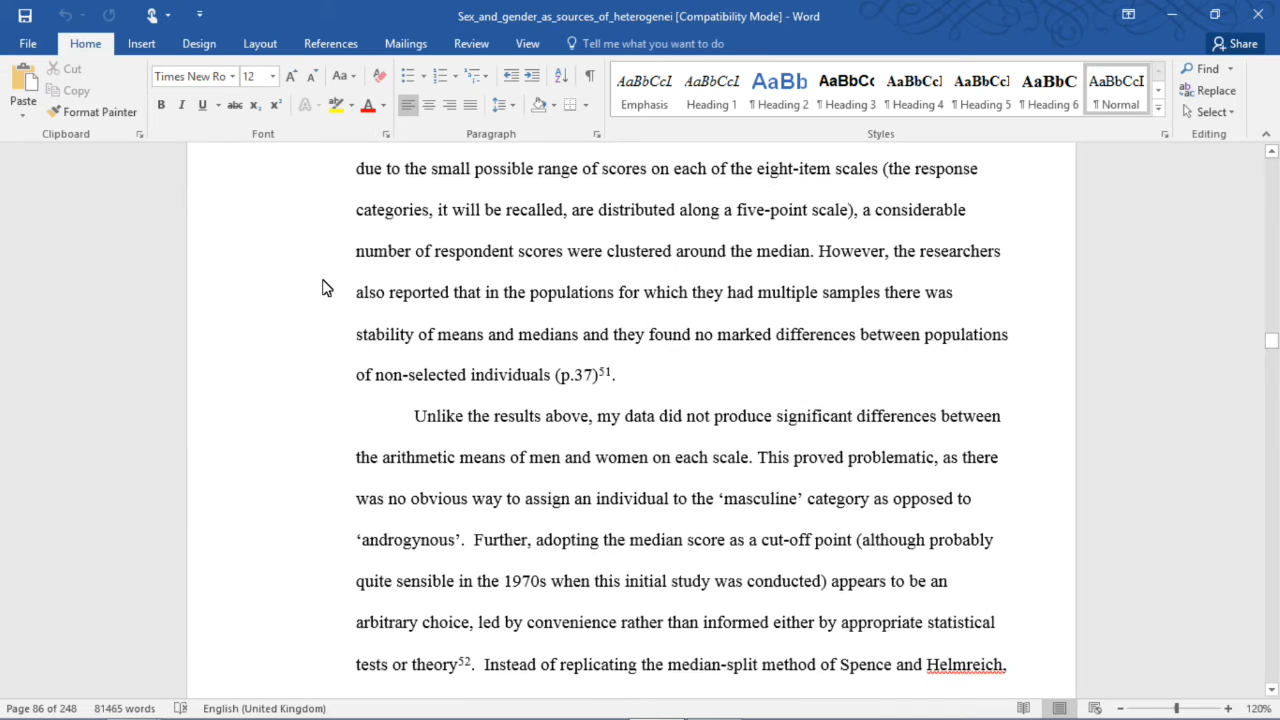 Sex_and_gender_as_sources_of_heterogenei [Compatibility Mode] - Word
File Home Insert Design Layout References Mailings Review View Tell me what you want to do Share
Paste
Cut
Copy
Format Painter
Clipboard
Times New Ro 12
Font
Paragraph
AaBbCcI AaBbCcL AaBb AaBbCc AaBbCcI AaBbCcI AaBbC AaBbCcI
Emphasis Heading 1 ¶ Heading 2 ¶ Heading 3 ¶ Heading 4 ¶ Heading 5 ¶ Heading 6 ¶ Normal
Styles
Find
Replace
Select
Editing
due to the small possible range of scores on each of the eight-item scales (the response
categories, it will be recalled, are distributed along a five-point scale), a considerable
number of respondent scores were clustered around the median. However, the researchers
also reported that in the populations for which they had multiple samples there was
stability of means and medians and they found no marked differences between populations
of non-selected individuals (p.37)51.
Unlike the results above, my data did not produce significant differences between
the arithmetic means of men and women on each scale. This proved problematic, as there
was no obvious way to assign an individual to the ‘masculine’ category as opposed to
‘androgynous’.  Further, adopting the median score as a cut-off point (although probably
quite sensible in the 1970s when this initial study was conducted) appears to be an
arbitrary choice, led by convenience rather than informed either by appropriate statistical
tests or theory52.  Instead of replicating the median-split method of Spence and Helmreich,
Page 86 of 248 81465 words English (United Kingdom) 120%